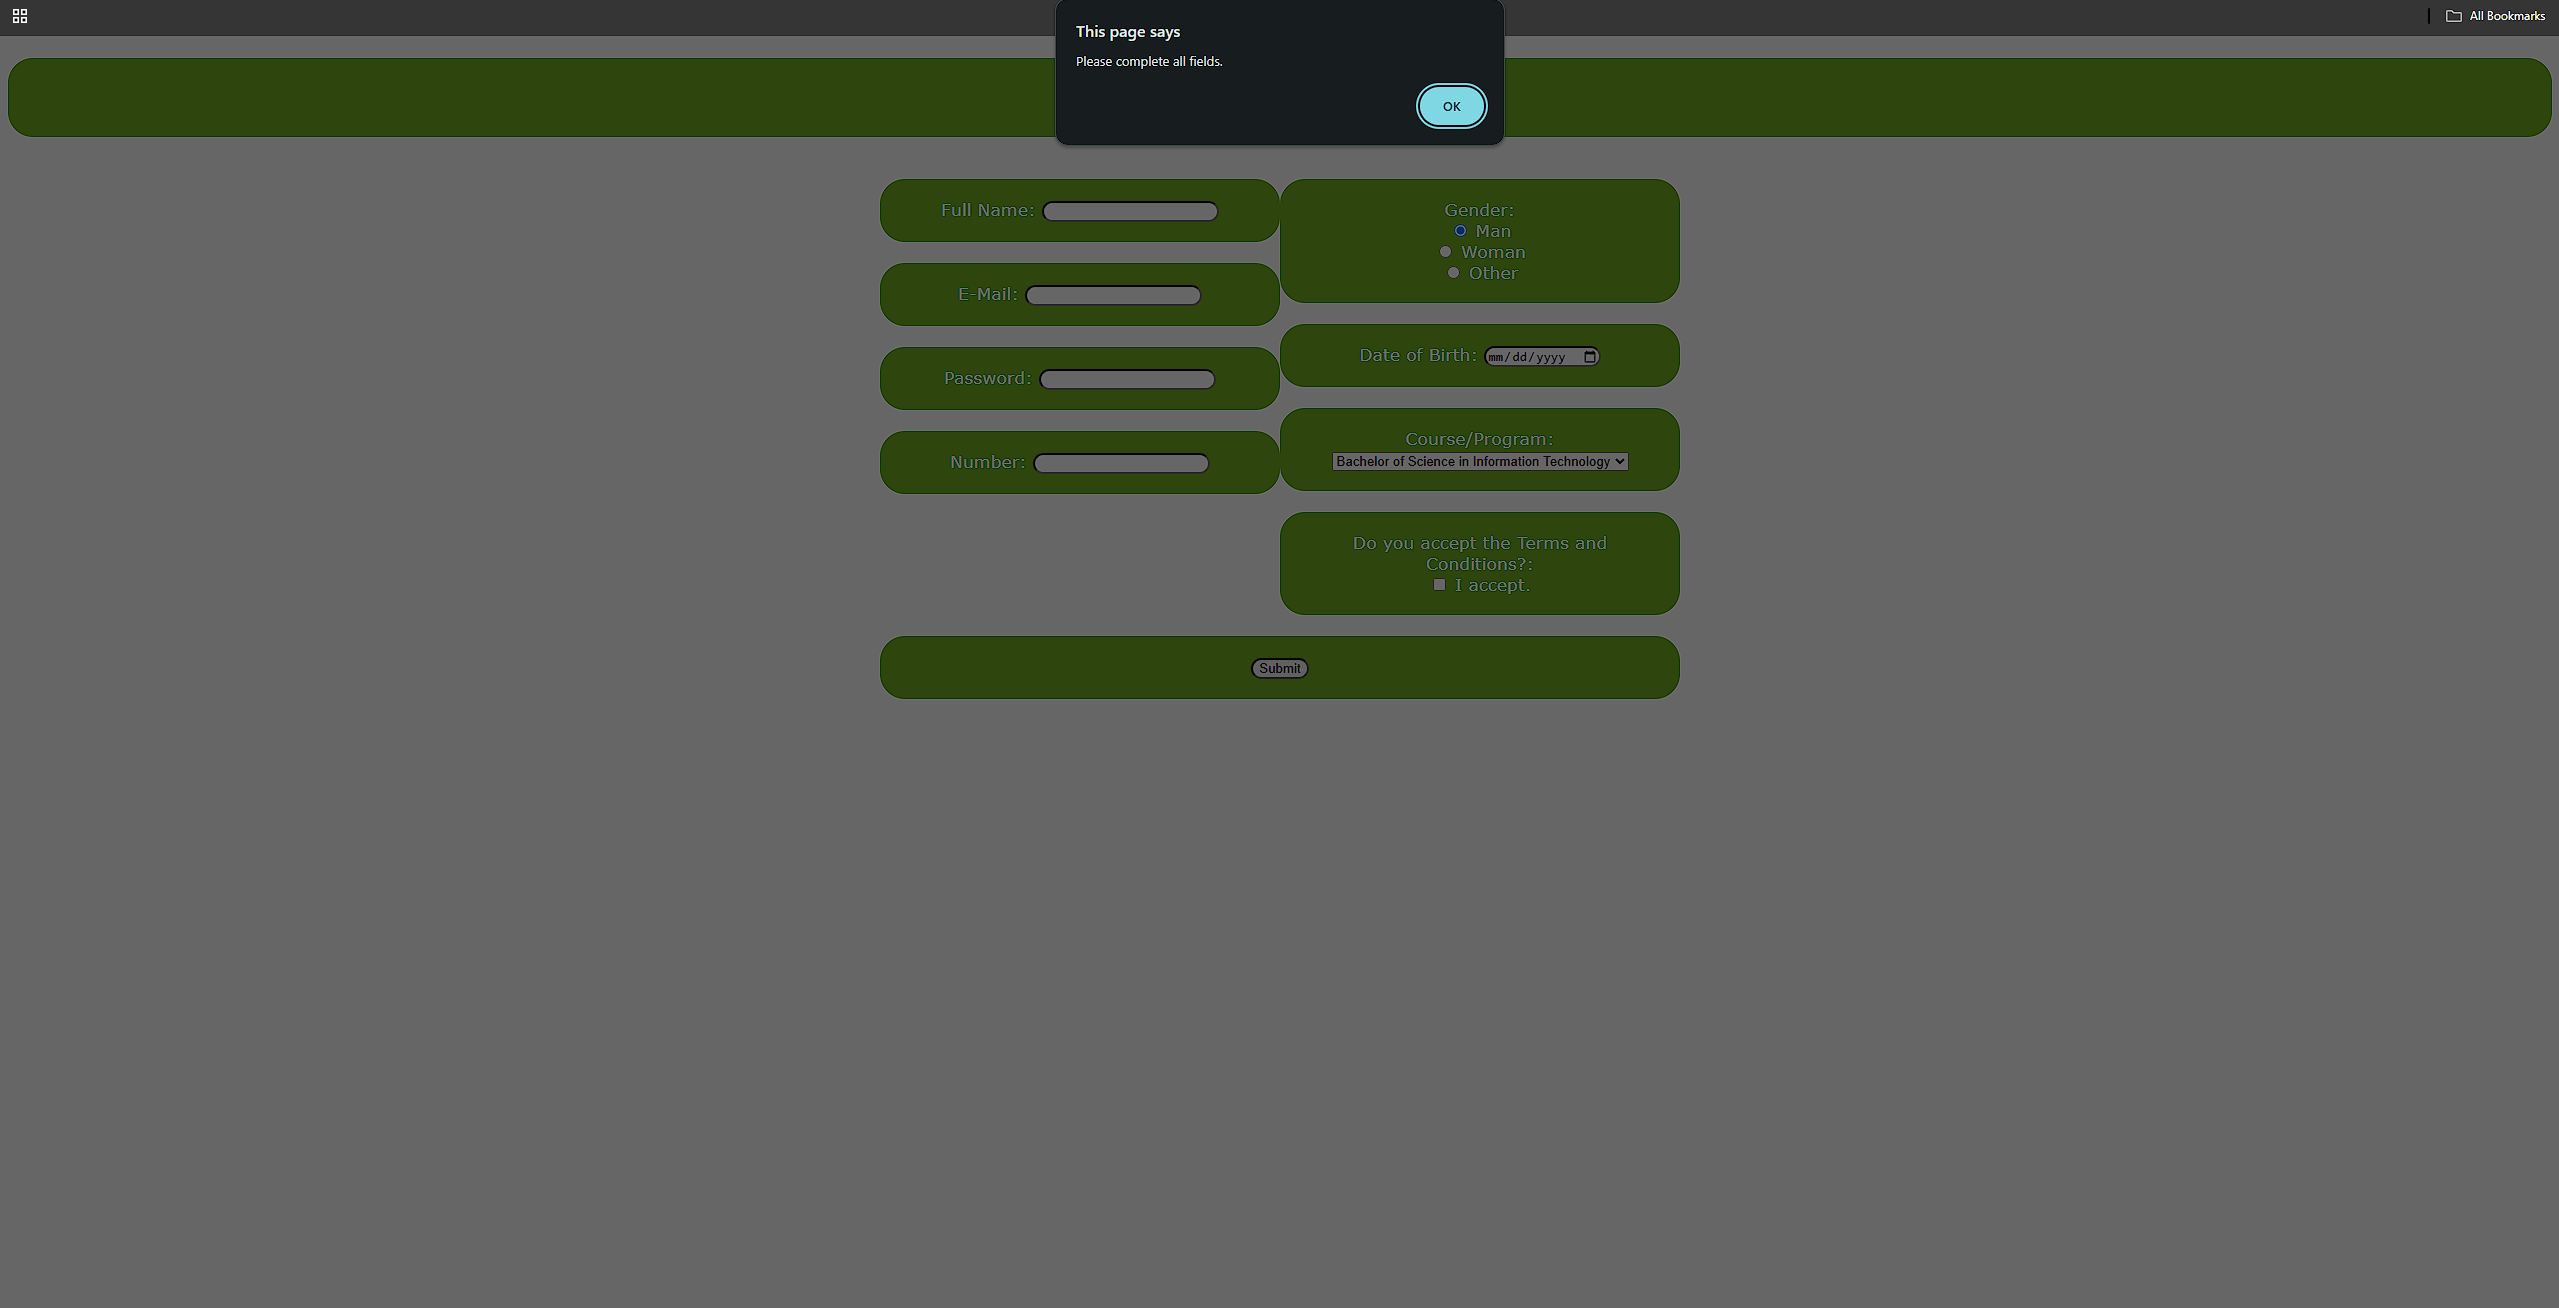 All Bookmarks
This page says
Please complete all fields.
OK
Full Name:
E-Mail:
Password:
Number:
Gender:
Man
Woman
Other
Date of Birth: mm/dd/yyyy
Course/Program:
Bachelor of Science in Information Technology
Do you accept the Terms and
Conditions?:
I accept.
Submit